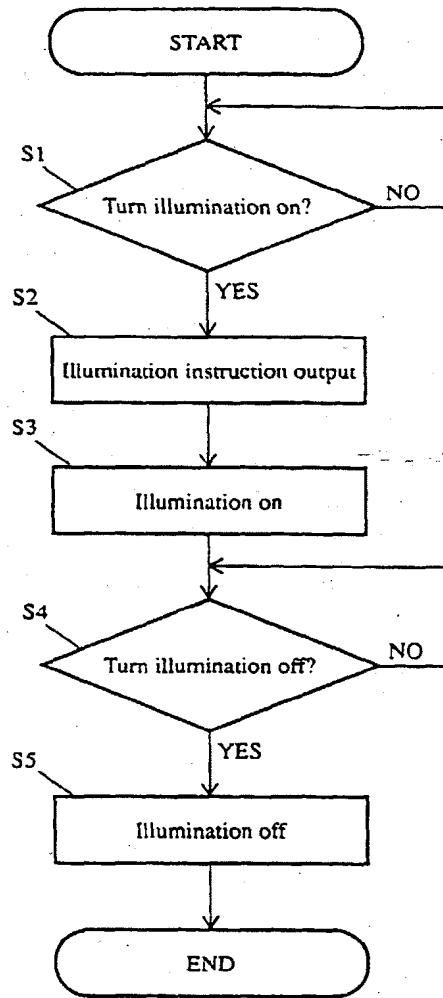 START
S1
Turn illumination on?
NO
YES
S2
Illumination instruction output
S3
Illumination on
S4
Turn illumination off?
NO
YES
S5
Illumination off
END